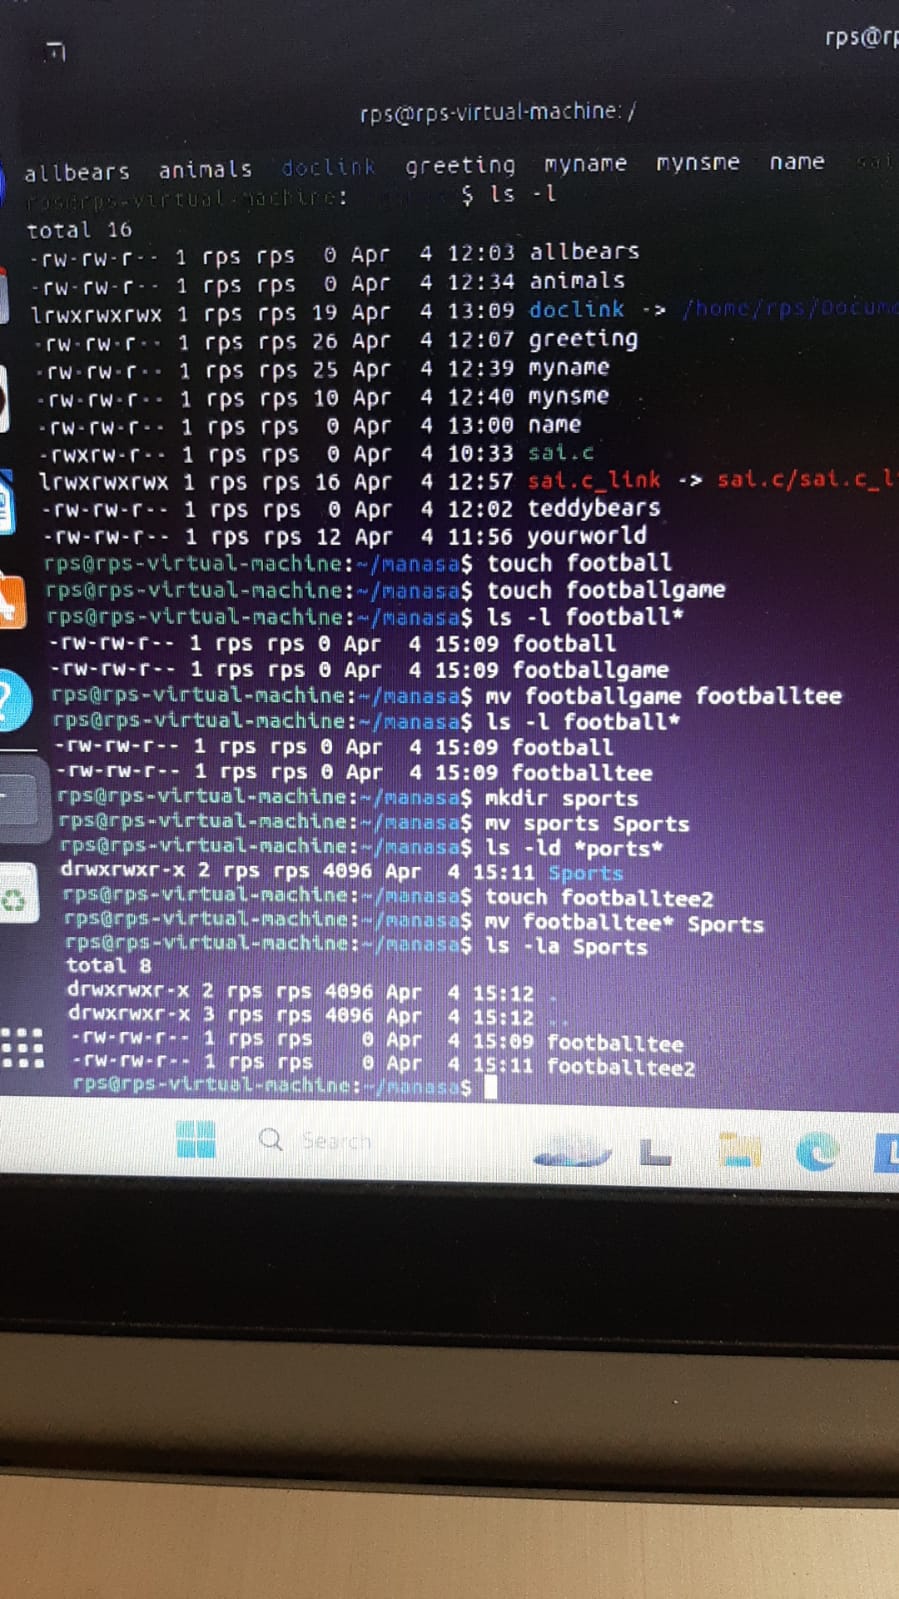 rps@rp
rps@rps-virtual-machine: /
allbears animals doclink greeting myname mynsme name sai
rps@rps-virtual-machine: $ ls -l
total 16
-rw-rw-r-- 1 rps rps 0 Apr 4 12:03 allbears
-rw-rw-r-- 1 rps rps 0 Apr 4 12:34 animals
lrwxrwxrwx 1 rps rps 19 Apr 4 13:09 doclink -> /home/rps/Docume
-rw-rw-r-- 1 rps rps 26 Apr 4 12:07 greeting
-rw-rw-r-- 1 rps rps 25 Apr 4 12:39 myname
-rw-rw-r-- 1 rps rps 10 Apr 4 12:40 mynsme
-rw-rw-r-- 1 rps rps 0 Apr 4 13:00 name
-rwxrw-r-- 1 rps rps 0 Apr 4 10:33 sai.c
lrwxrwxrwx 1 rps rps 16 Apr 4 12:57 sai.c_link -> sai.c/sai.c_l
-rw-rw-r-- 1 rps rps 0 Apr 4 12:02 teddybears
-rw-rw-r-- 1 rps rps 12 Apr 4 11:56 yourworld
rps@rps-virtual-machine:~/manasa$ touch football
rps@rps-virtual-machine:~/manasa$ touch footballgame
rps@rps-virtual-machine:~/manasa$ ls -l football*
-rw-rw-r-- 1 rps rps 0 Apr 4 15:09 football
-rw-rw-r-- 1 rps rps 0 Apr 4 15:09 footballgame
rps@rps-virtual-machine:~/manasa$ mv footballgame footballtee
rps@rps-virtual-machine:~/manasa$ ls -l football*
-rw-rw-r-- 1 rps rps 0 Apr 4 15:09 football
-rw-rw-r-- 1 rps rps 0 Apr 4 15:09 footballtee
rps@rps-virtual-machine:~/manasa$ mkdir sports
rps@rps-virtual-machine:~/manasa$ mv sports Sports
rps@rps-virtual-machine:~/manasa$ ls -ld *ports*
drwxrwxr-x 2 rps rps 4096 Apr 4 15:11 Sports
rps@rps-virtual-machine:~/manasa$ touch footballtee2
rps@rps-virtual-machine:~/manasa$ mv footballtee* Sports
rps@rps-virtual-machine:~/manasa$ ls -la Sports
total 8
drwxrwxr-x 2 rps rps 4096 Apr 4 15:12 .
drwxrwxr-x 3 rps rps 4096 Apr 4 15:12 ..
-rw-rw-r-- 1 rps rps 0 Apr 4 15:09 footballtee
-rw-rw-r-- 1 rps rps 0 Apr 4 15:11 footballtee2
rps@rps-virtual-machine:~/manasa$
Search